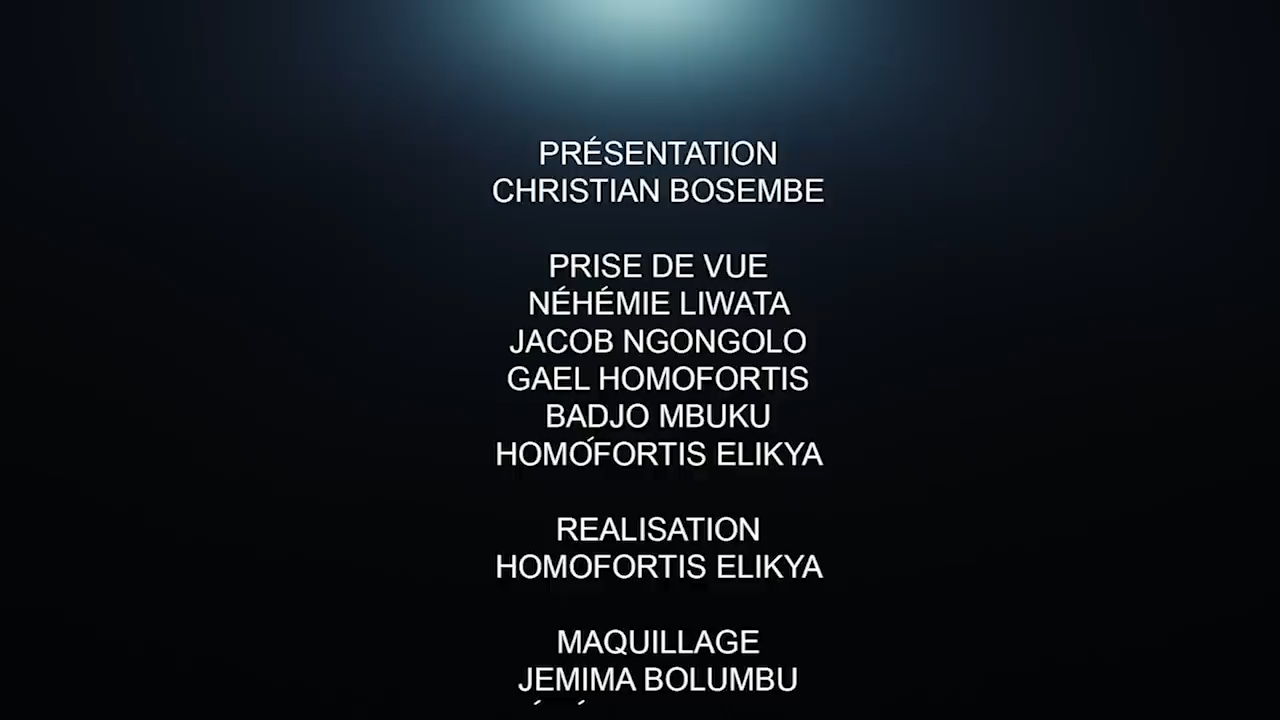 PRÉSENTATION
CHRISTIAN BOSEMBE
PRISE DE VUE
NÉHÉMIE LIWATA
JACOB NGONGOLO
GAEL HOMOFORTIS
BADJO MBUKU
HOMOFORTIS ELIKYA
REALISATION
HOMOFORTIS ELIKYA
MAQUILLAGE
JEMIMA BOLUMBU